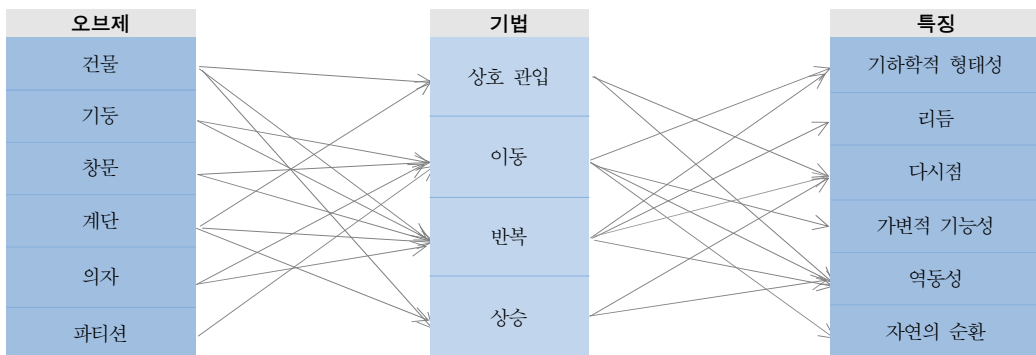 오브제
건물
기둥
창문
계단
의자
파티션
기법
상호 관입
이동
반복
상승
특징
기하학적 형태성
리듬
다시점
가변적 기능성
역동성
자연의 순환